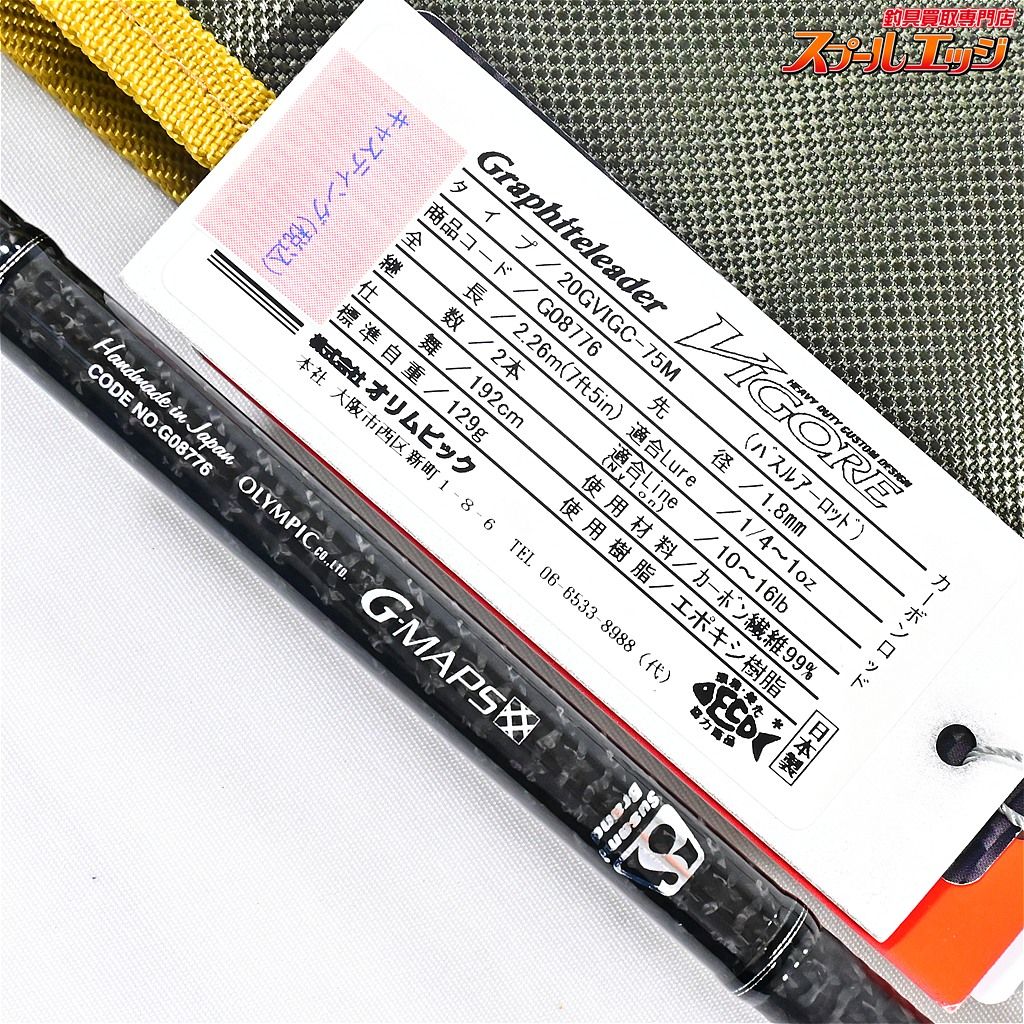 釣具買取専門店
スプールエッジ
キャスティング(税込)
Graphiteleader VIGORE
HEAVY DUTY CUSTOM DESIGN
タイプ/20GVIGC-75M (バスルアーロッド)
商品コード/G08776 先径/1.8mm
全長/2.26m(7ft5in) 適合Lure/1/4〜1oz
継数/2本 適合Line(Nylon)/10〜16lb
仕舞/192cm 使用材料/カーボン繊維99%
標準自重/129g 使用樹脂/エポキシ樹脂
株式会社 オリムピック
本社 大阪市西区新町1-8-6 TEL 06-6533-8988(代)
カーボンロッド
ECO
協力商品
日本製
Handmade in Japan
CODE NO.G08776
OLYMPIC CO.,LTD.
G-MAPS